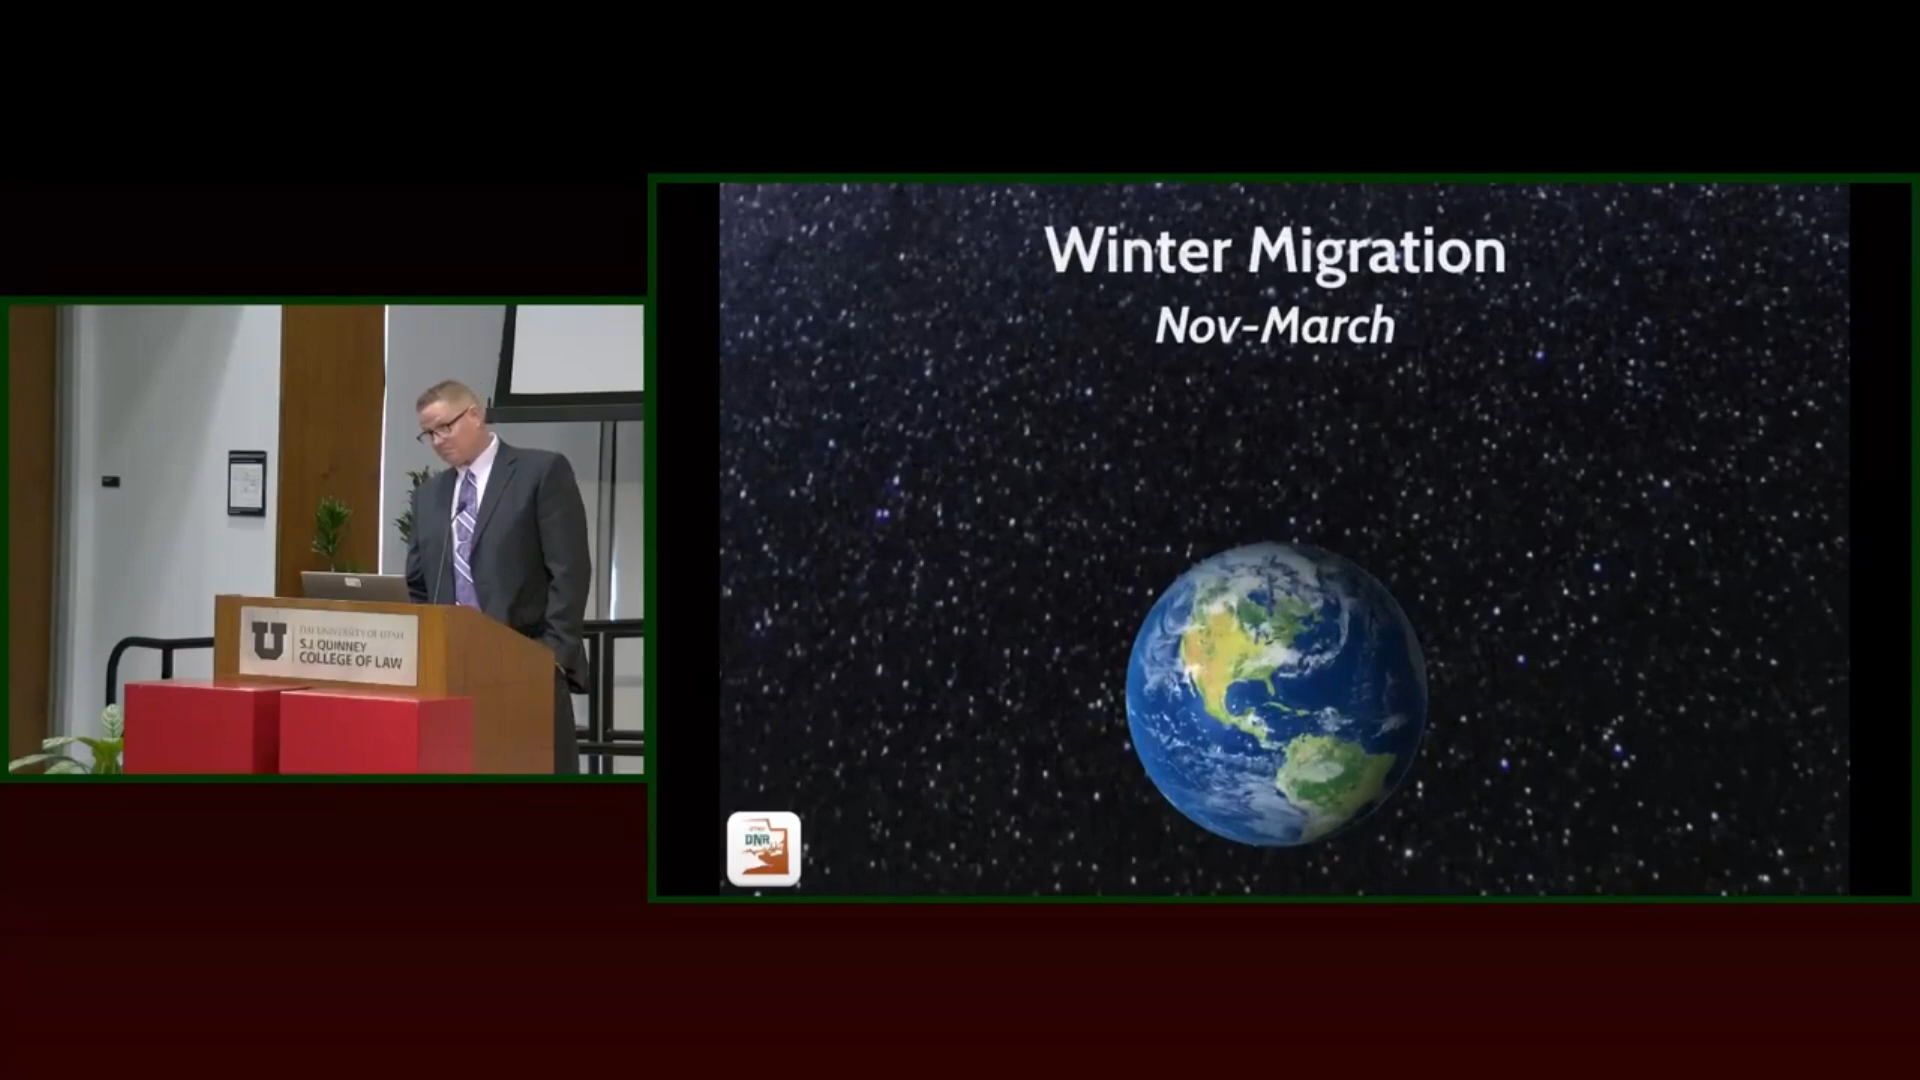 Winter Migration
Nov-March
U
THE UNIVERSITY OF UTAH
S.J. QUINNEY
COLLEGE OF LAW
DNR